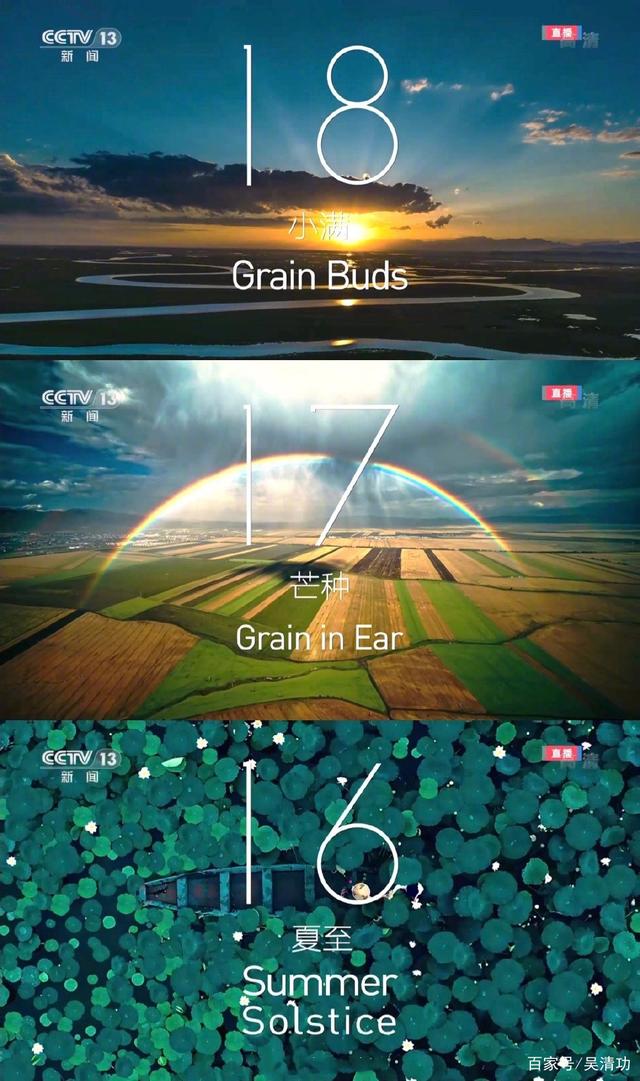 CCTV 13
新闻
直播
高清
18
小满
Grain Buds
CCTV 13
新闻
直播
高清
17
芒种
Grain in Ear
CCTV 13
新闻
直播
高清
16
夏至
Summer
Solstice
百家号/吴清功